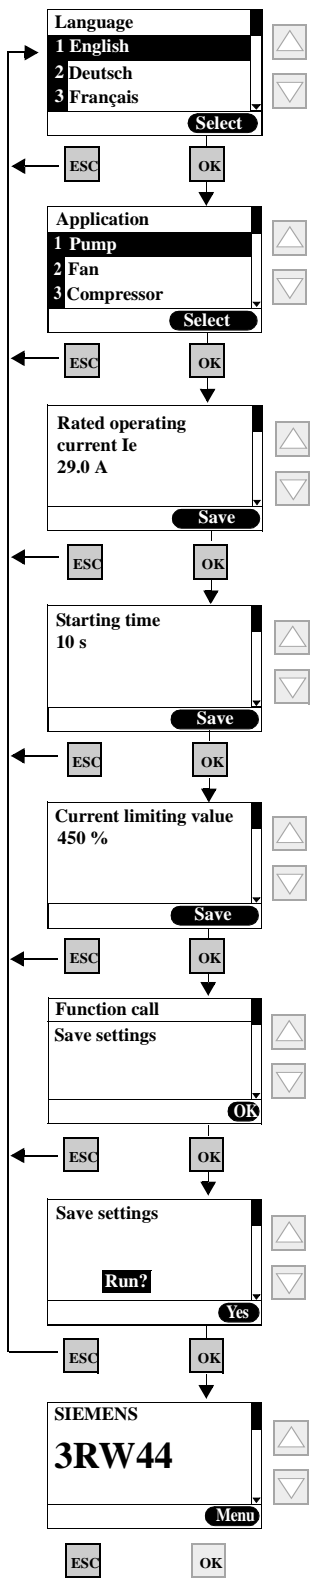 Language
1 English
2 Deutsch
3 Français
Select
ESC OK
Application
1 Pump
2 Fan
3 Compressor
Select
ESC OK
Rated operating
current Ie
29.0 A
Save
ESC OK
Starting time
10 s
Save
ESC OK
Current limiting value
450 %
Save
ESC OK
Function call
Save settings
OK
ESC OK
Save settings
Run?
Yes
ESC OK
SIEMENS
3RW44
Menu
ESC OK